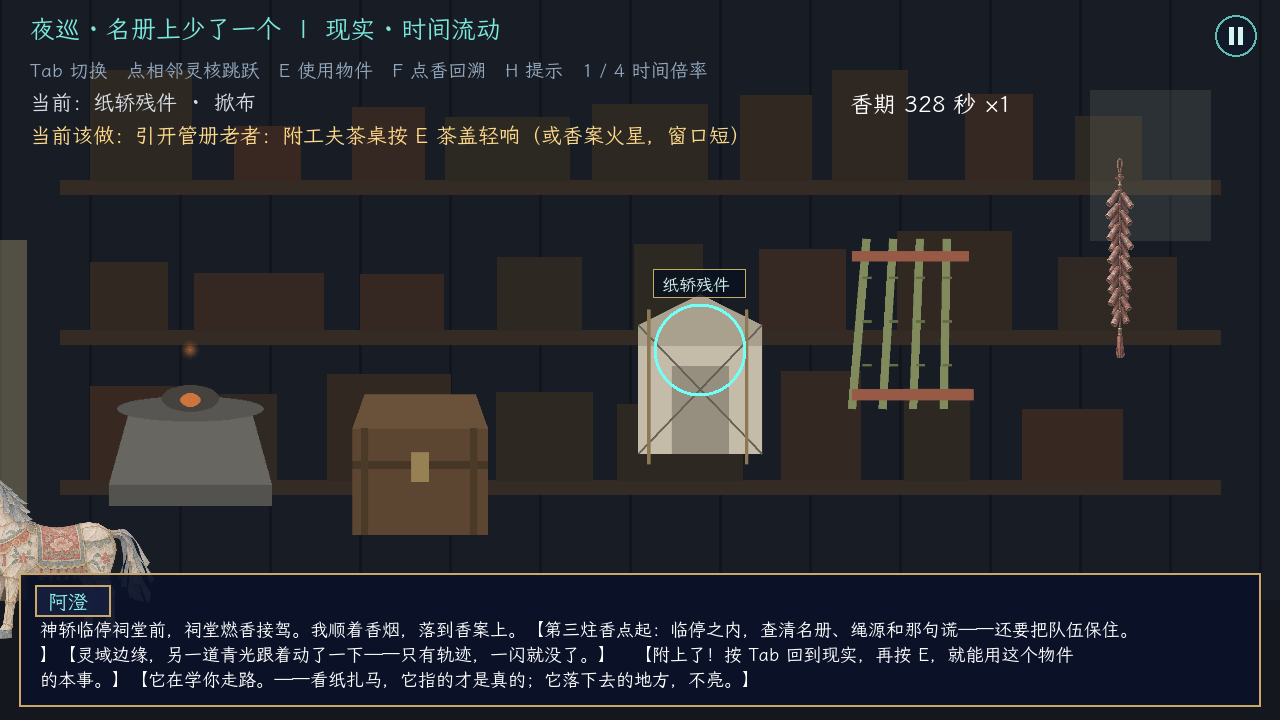 夜巡·名册上少了一个 | 现实·时间流动
Tab 切换 点相邻灵核跳跃 E 使用物件 F 点香回溯 H 提示 1 / 4 时间倍率
当前: 纸轿残件 · 掀布
香期 328 秒 ×1
当前该做: 引开管册老者: 附工夫茶桌按 E 茶盖轻响 (或香案火星, 窗口短)
纸轿残件
阿澄
神轿临停祠堂前, 祠堂燃香接驾。我顺着香烟, 落到香案上。【第三炷香点起: 临停之内, 查清名册、绳源和那句谎——还要把队伍保住。
】【灵域边缘, 另一道青光跟着动了一下——只有轨迹, 一闪就没了。】 【附上了! 按 Tab 回到现实, 再按 E, 就能用这个物件
的本事。】【它在学你走路。——看纸扎马, 它指的才是真的; 它落下去的地方, 不亮。】